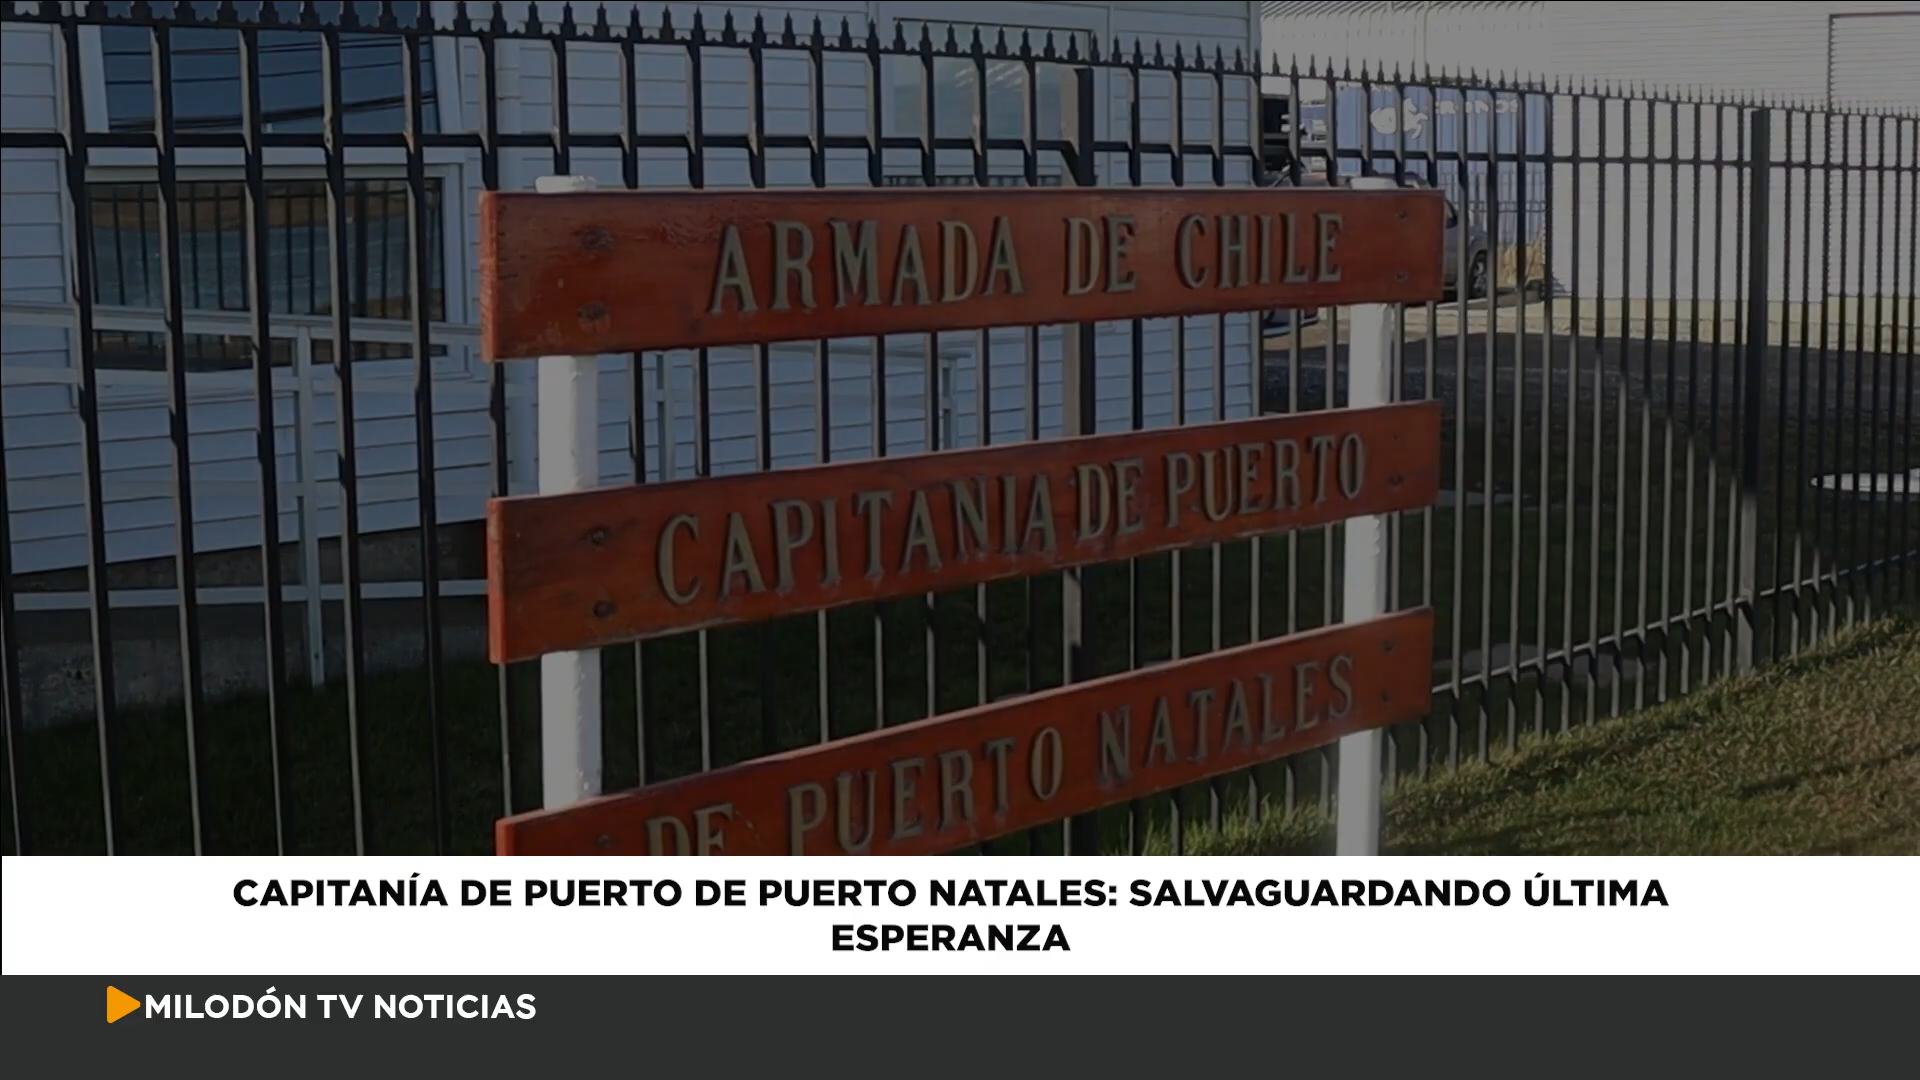 ARMADA DE CHILE
CAPITANIA DE PUERTO
DE PUERTO NATALES
CAPITANÍA DE PUERTO DE PUERTO NATALES: SALVAGUARDANDO ÚLTIMA
ESPERANZA
MILODÓN TV NOTICIAS